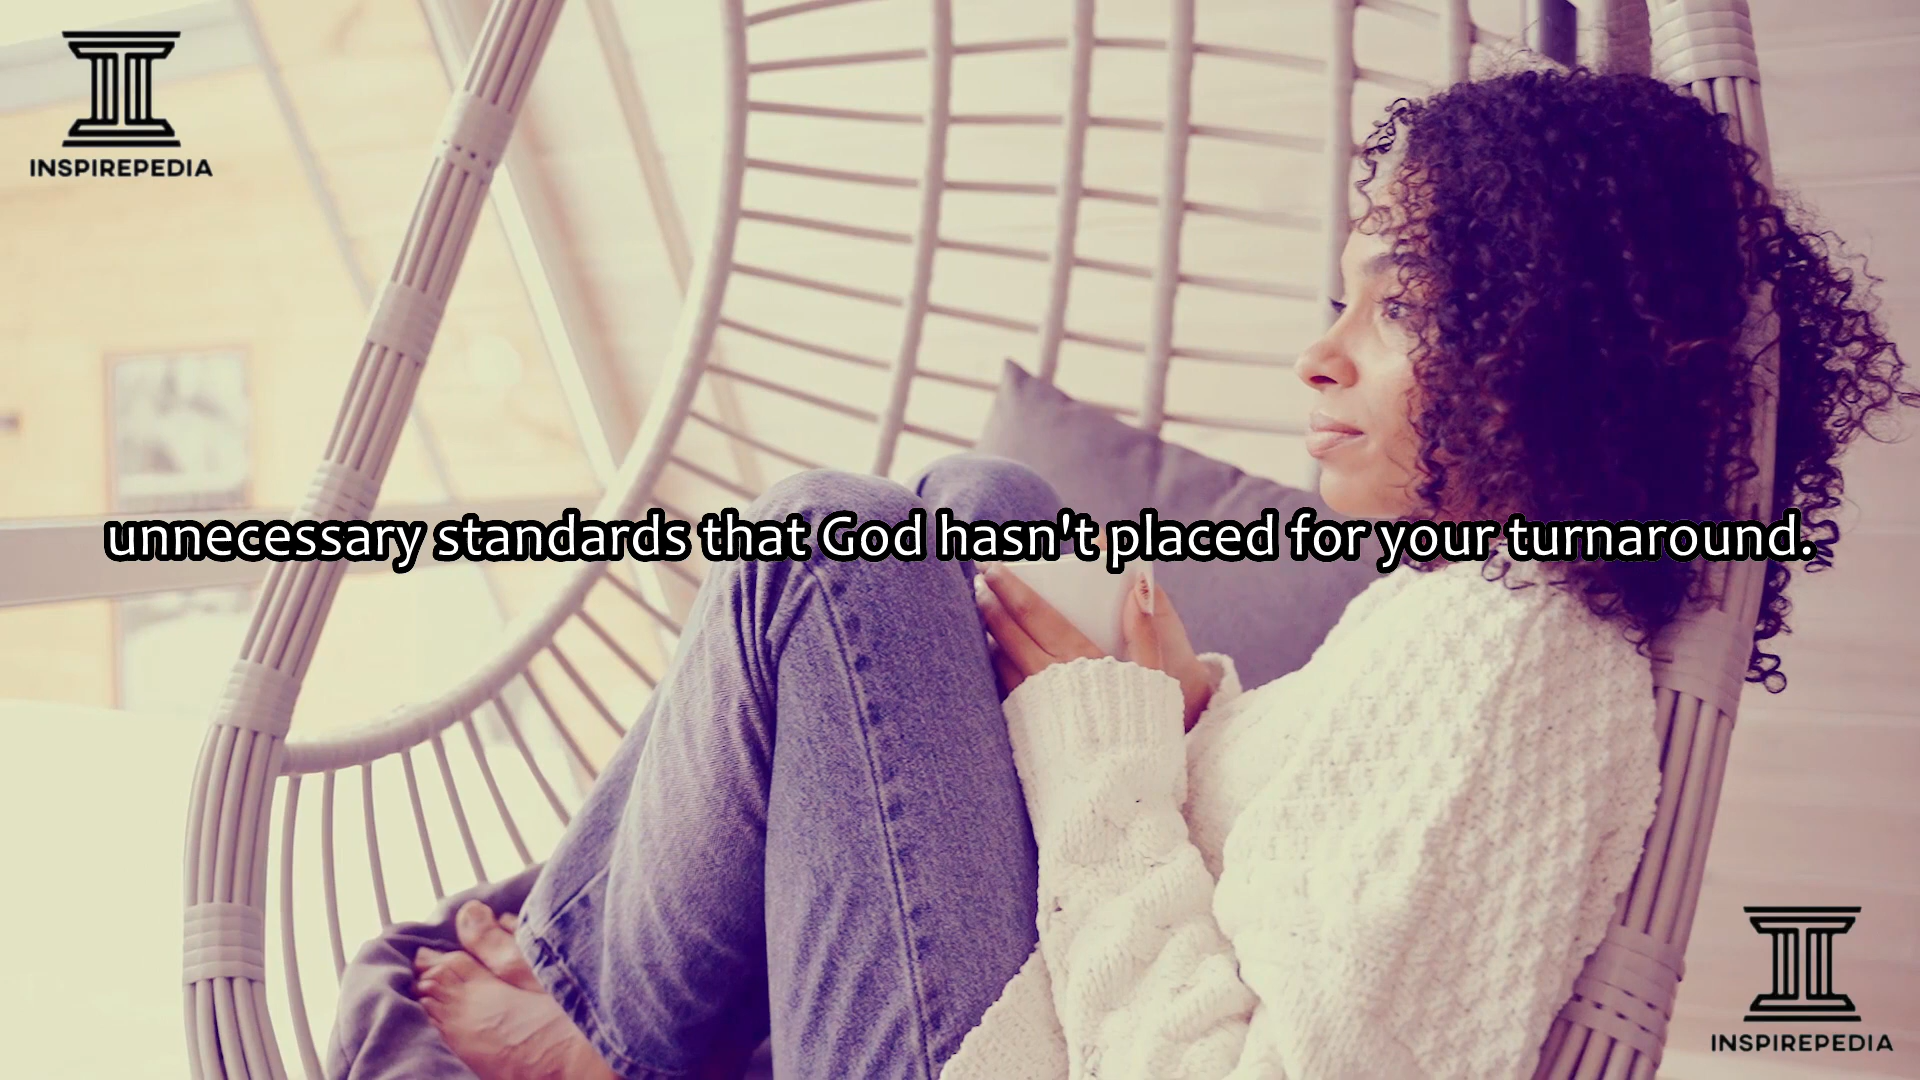 INSPIREPEDIA
unnecessary standards that God hasn't placed for your turnaround.
INSPIREPEDIA